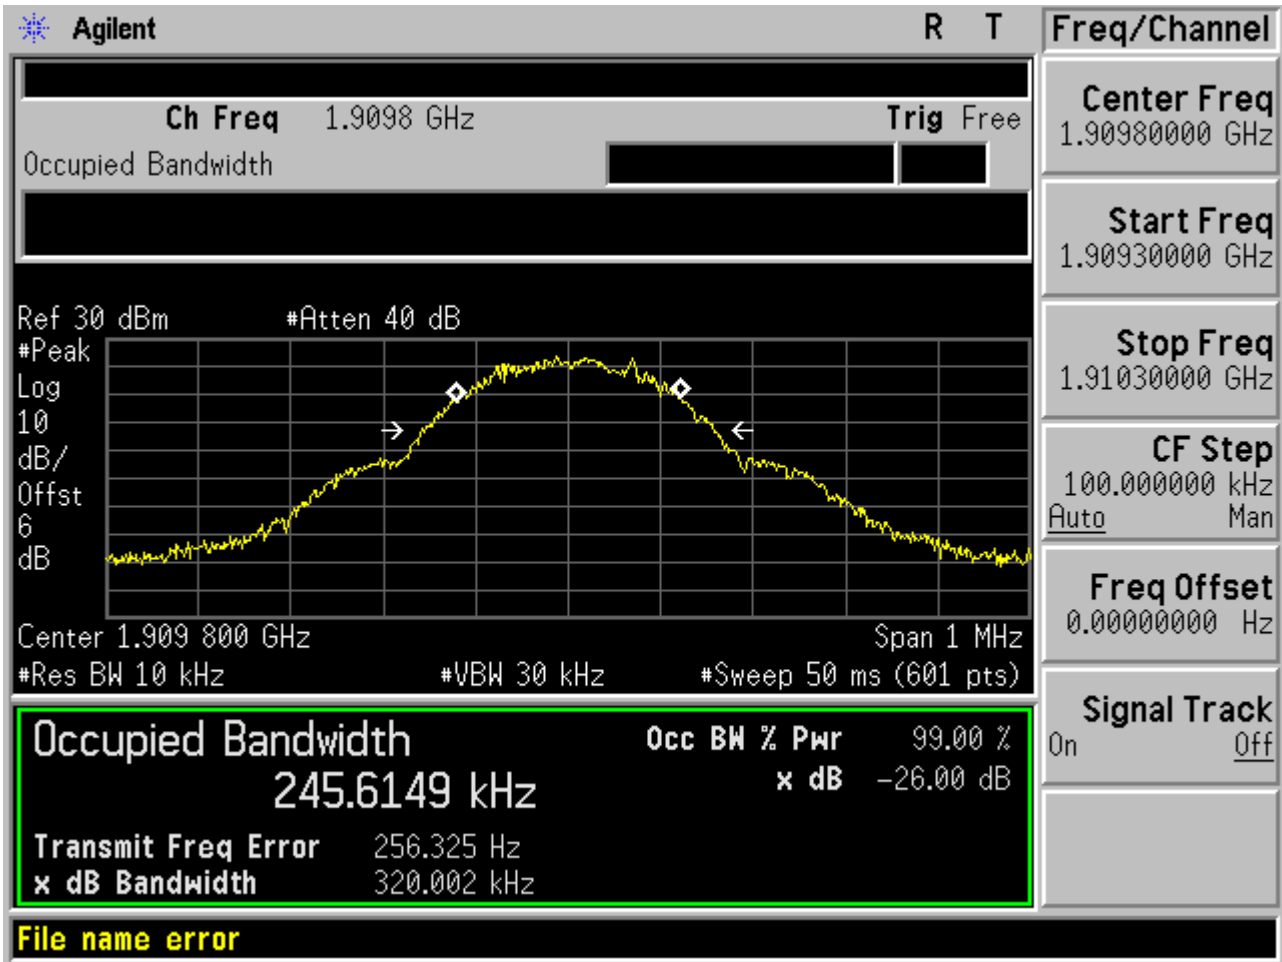 Agilent R T
Ch Freq 1.9098 GHz Trig Free
Occupied Bandwidth
Ref 30 dBm #Atten 40 dB
#Peak
Log
10
dB/
Offst
6
dB
Center 1.909 800 GHz Span 1 MHz
#Res BW 10 kHz #VBW 30 kHz #Sweep 50 ms (601 pts)
Occupied Bandwidth
245.6149 kHz
Occ BW % Pwr 99.00 %
x dB -26.00 dB
Transmit Freq Error 256.325 Hz
x dB Bandwidth 320.002 kHz
File name error
Freq/Channel
Center Freq
1.90980000 GHz
Start Freq
1.90930000 GHz
Stop Freq
1.91030000 GHz
CF Step
100.000000 kHz
Auto Man
Freq Offset
0.00000000 Hz
Signal Track
On Off